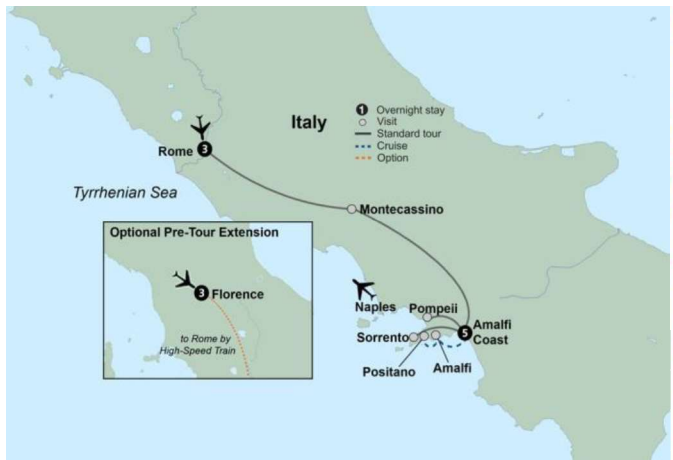 Italy
1 Overnight stay
Visit
Standard tour
Cruise
Option
Rome 3
Tyrrhenian Sea
Montecassino
Optional Pre-Tour Extension
3 Florence
to Rome by
High-Speed Train
Naples
Pompeii
Sorrento
5 Amalfi
Coast
Positano
Amalfi